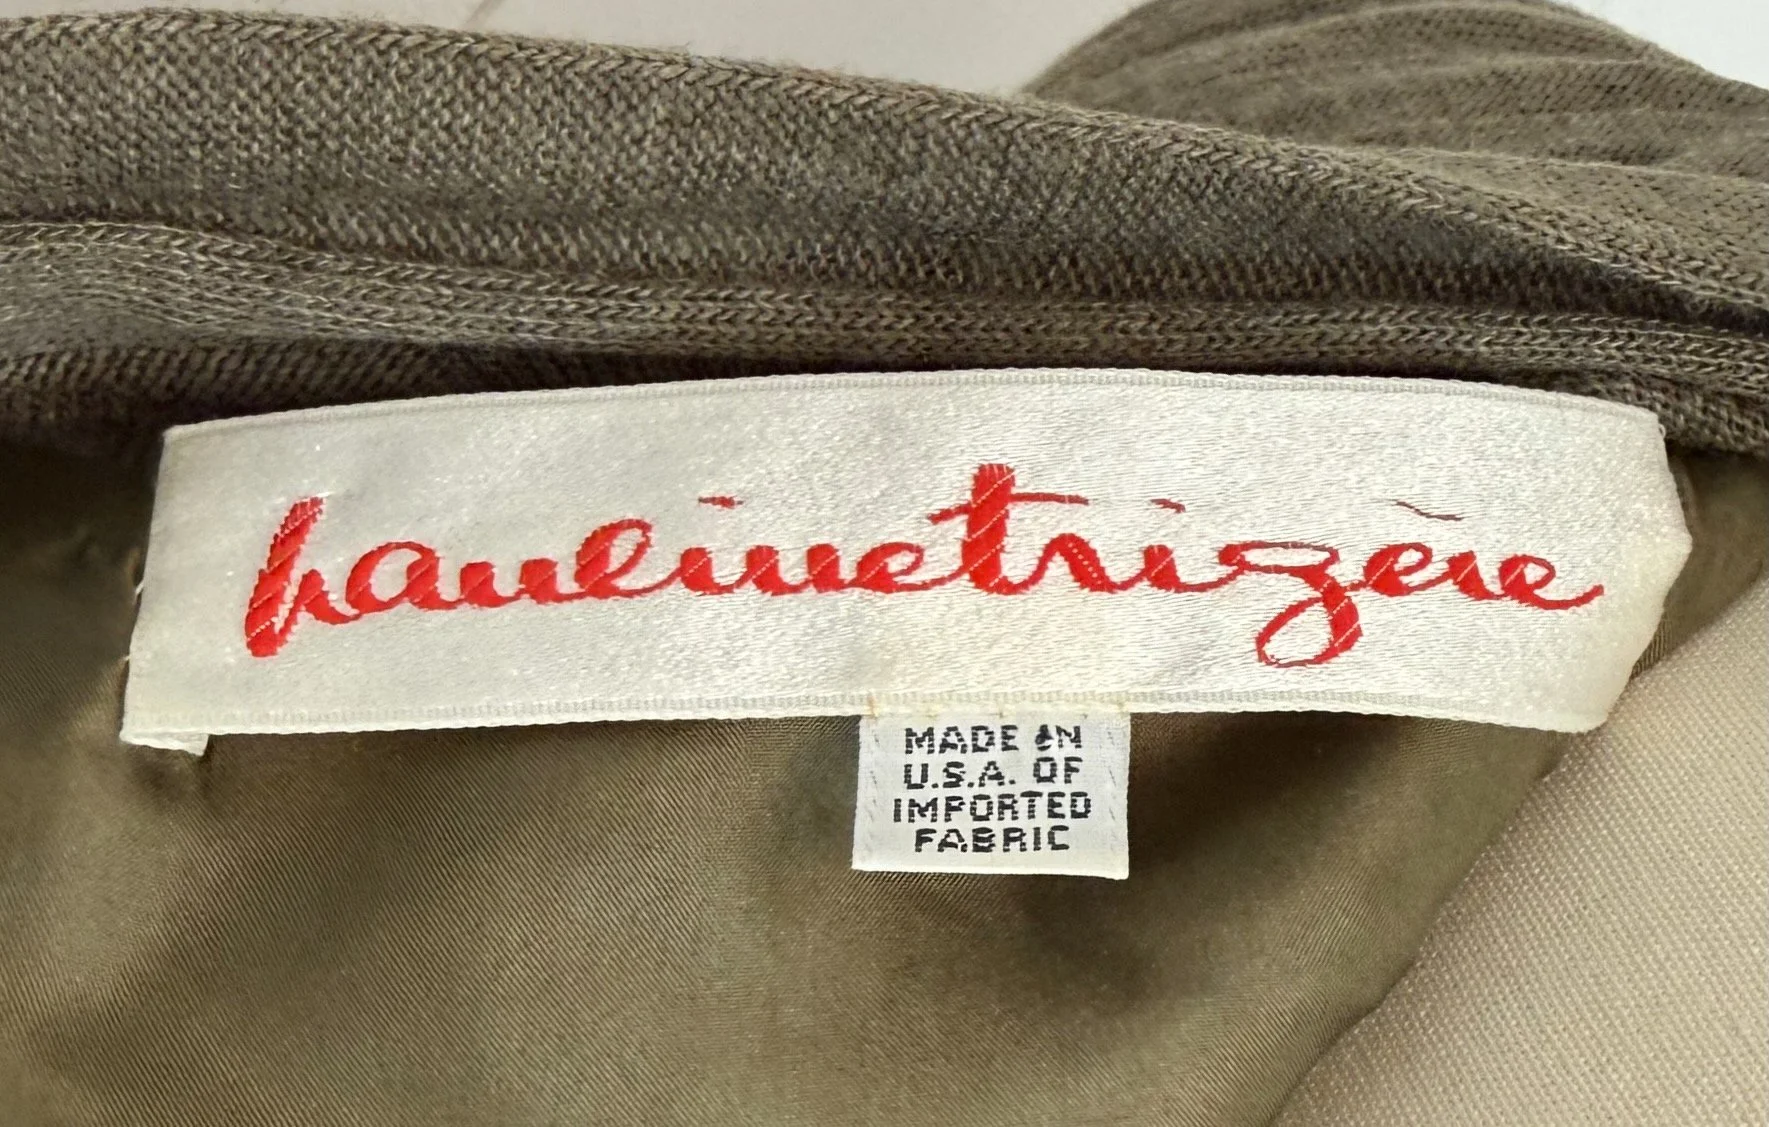 paulinetrigère
MADE IN
U.S.A. OF
IMPORTED
FABRIC